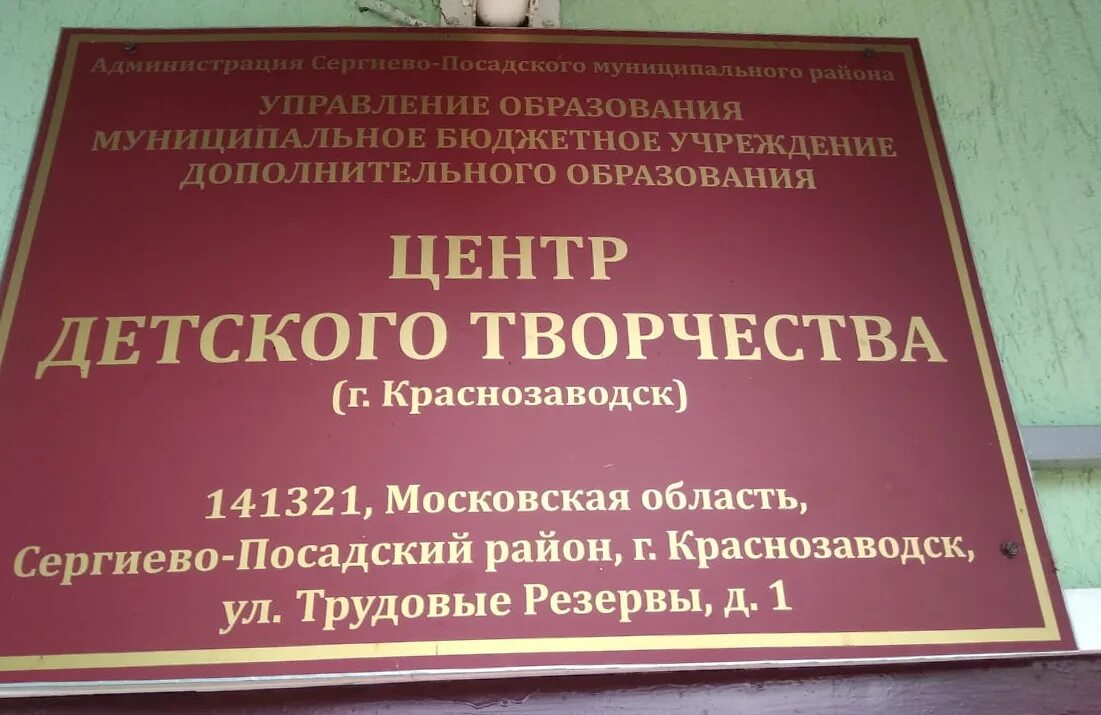 Администрация Сергиево-Посадского муниципального района
УПРАВЛЕНИЕ ОБРАЗОВАНИЯ
МУНИЦИПАЛЬНОЕ БЮДЖЕТНОЕ УЧРЕЖДЕНИЕ
ДОПОЛНИТЕЛЬНОГО ОБРАЗОВАНИЯ
ЦЕНТР
ДЕТСКОГО ТВОРЧЕСТВА
(г. Краснозаводск)
141321, Московская область,
Сергиево-Посадский район, г. Краснозаводск,
ул. Трудовые Резервы, д. 1